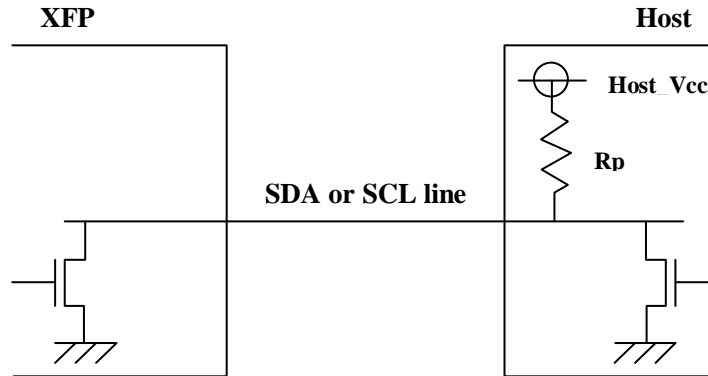 XFP
Host
Host_Vcc
Rp
SDA or SCL line